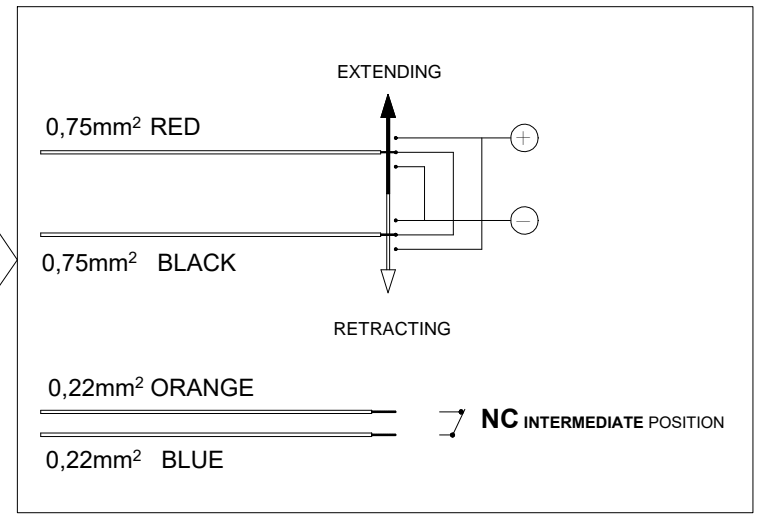 EXTENDING
0,75mm² RED
+
−
0,75mm² BLACK
RETRACTING
0,22mm² ORANGE
NC INTERMEDIATE POSITION
0,22mm² BLUE